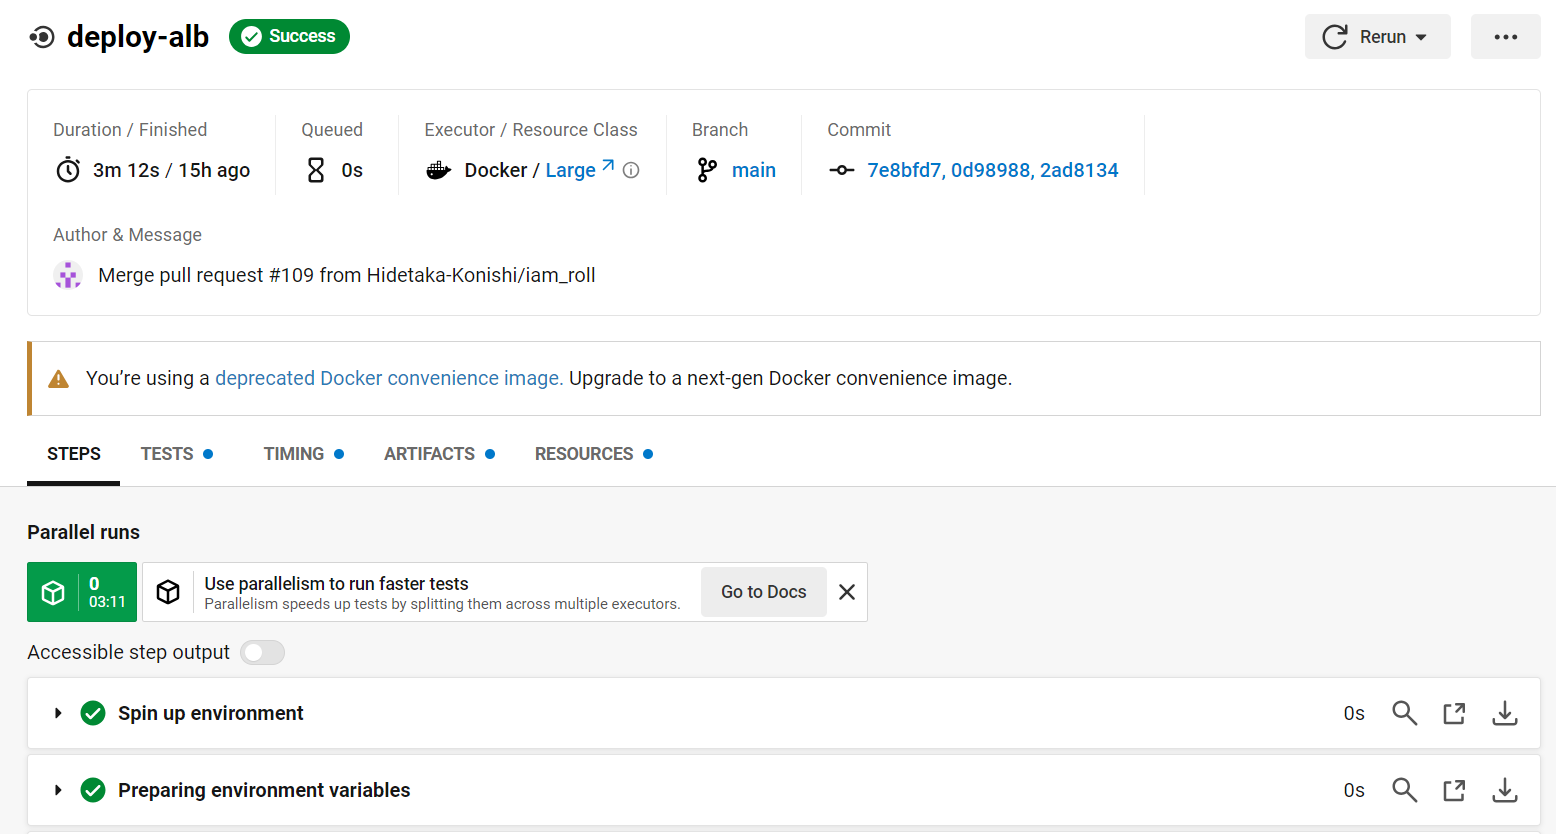 deploy-alb
Success
Rerun
Duration / Finished
3m 12s / 15h ago
Queued
0s
Executor / Resource Class
Docker / Large
Branch
main
Commit
7e8bfd7, 0d98988, 2ad8134
Author & Message
Merge pull request #109 from Hidetaka-Konishi/iam_roll
You’re using a deprecated Docker convenience image. Upgrade to a next-gen Docker convenience image.
STEPS
TESTS
TIMING
ARTIFACTS
RESOURCES
Parallel runs
0
03:11
Use parallelism to run faster tests
Parallelism speeds up tests by splitting them across multiple executors.
Go to Docs
Accessible step output
Spin up environment
0s
Preparing environment variables
0s